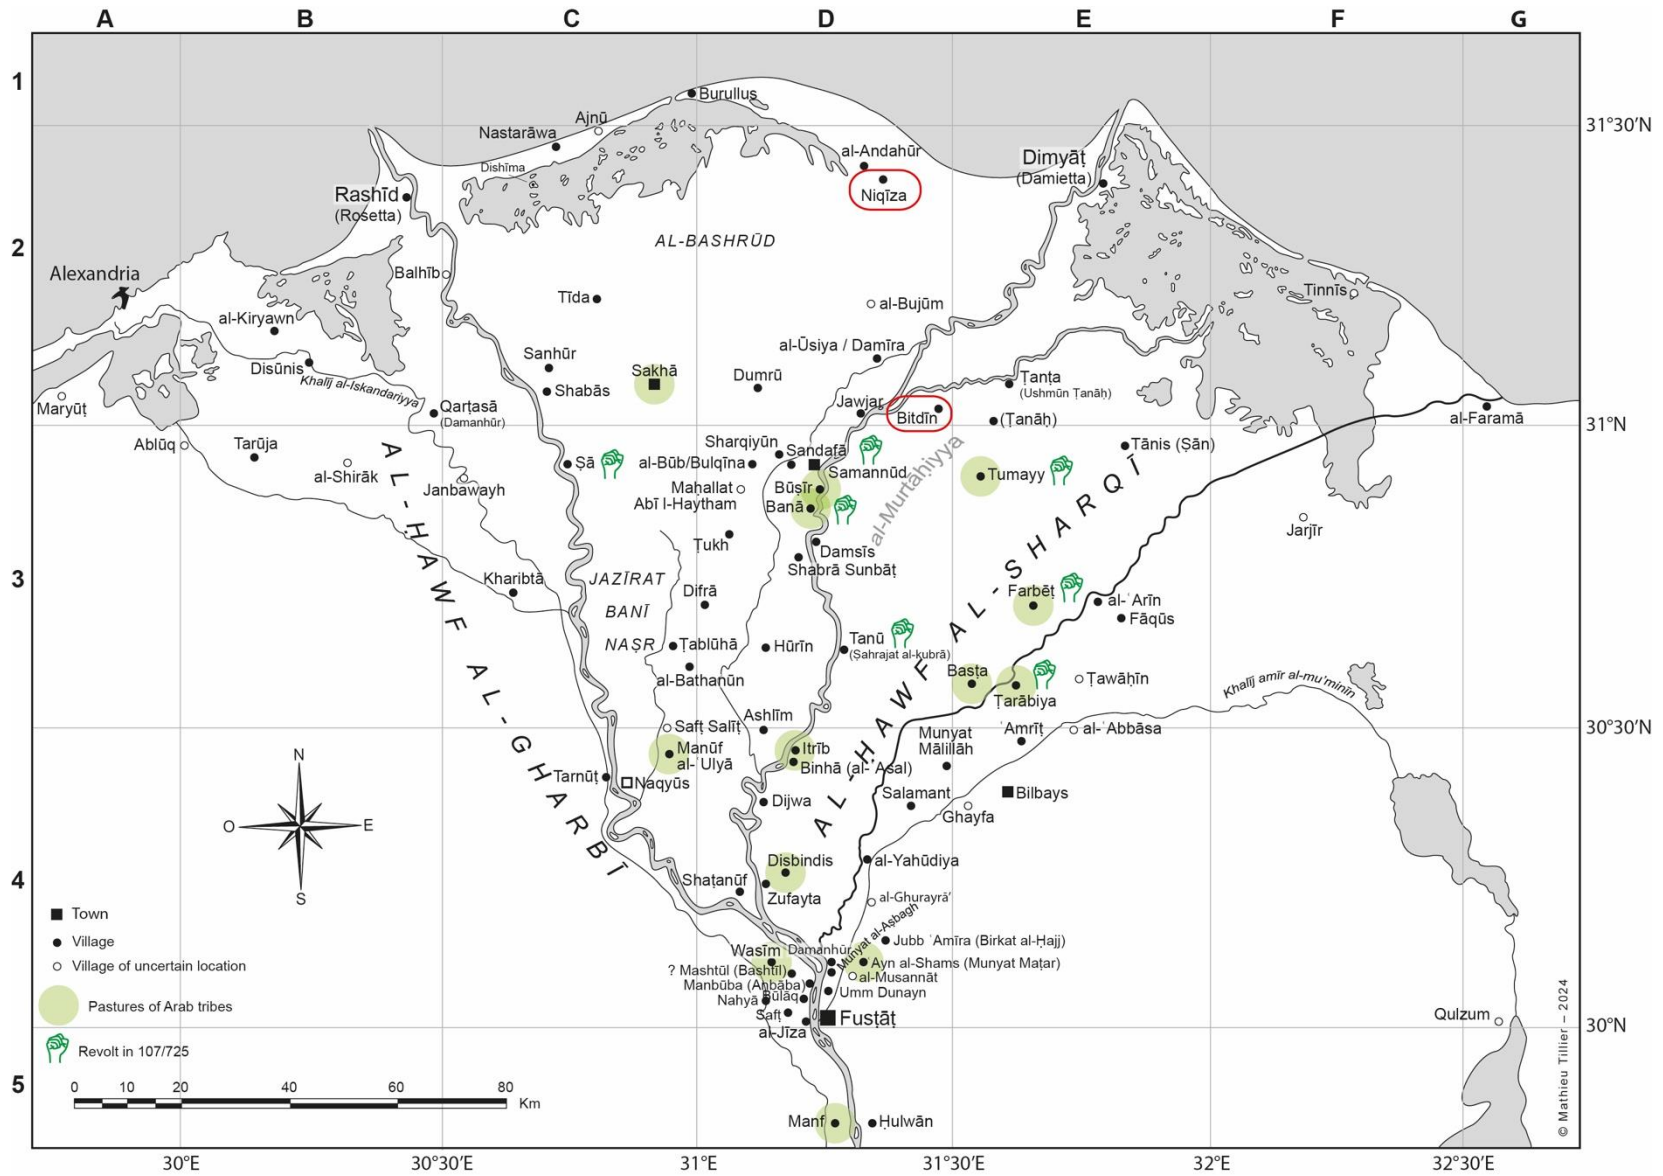 A B C D E F G
1
2
3
4
5
31°30'N
31°N
30°30'N
30°N
30°E
30°30'E
31°E
31°30'E
32°E
32°30'E
Burullus
Ajnū
Nastarāwa
Dishīma
al-Andahūr
Niqīza
Dimyāṭ
(Damietta)
Rashīd
(Rosetta)
AL-BASHRŪD
Alexandria
Balhīb
Tīda
al-Bujūm
Tinnīs
al-Kiryawn
Disūnis
Khalīj al-Iskandariyya
Sanhūr
Shabās
Sakhā
al-Ūsiya / Damīra
Dumrū
Ṭanṭa
(Ushmūn Ṭanāḥ)
Maryūṭ
Qarṭasā
(Damanhūr)
Jawjar
Bitdīn
(Ṭanāḥ)
al-Faramā
Ablūq
Tarūja
al-Shirāk
Janbawayh
Ṣā
Sharqiyūn
Sandafā
al-Būb/Bulqīna
Samannūd
Maḥallat
Abī l-Haytham
Būṣīr
Banā
al-Murtāḥiyya
Tumayy
Tānis (Ṣān)
Jarjīr
Ṭukh
Damsīs
Shabrā Sunbāṭ
AL-ḤAWF AL-GHARBĪ
AL-ḤAWF AL-SHARQĪ
Kharibtā
JAZĪRAT
BANĪ
NAṢR
Difrā
Ṭablūhā
al-Bathanūn
Hūrīn
Tanū
(Ṣahrajat al-kubrā)
Farbēṭ
al-ʿArīn
Fāqūs
Basṭa
Ṭarābiya
Ṭawāḥīn
Khalīj amīr al-mu'minīn
Safṭ Salīṭ
Ashlīm
Manūf
al-ʿUlyā
Itrīb
Binhā (al-ʿAsal)
Munyat
Mālillāh
ʿAmrīṭ
al-ʿAbbāsa
Tarnūṭ
Naqyūs
Dijwa
Salamant
Ghayfa
Bilbays
Disbindis
al-Yahūdiya
Shaṭanūf
Zufayta
al-Ghurayrā'
Munyat al-Aṣbagh
Jubb ʿAmīra (Birkat al-Ḥajj)
Wasīm
Damanhūr
ʿAyn al-Shams (Munyat Maṭar)
? Mashtūl (Bashtīl)
al-Musannāt
Manbūba (Anbāba)
Umm Dunayn
Nahyā
Būlāq
Safṭ
al-Jīza
Fusṭāṭ
Qulzum
Manf
Ḥulwān
N
O
E
S
Town
Village
Village of uncertain location
Pastures of Arab tribes
Revolt in 107/725
0 10 20 40 60 80
Km
© Mathieu Tillier – 2024